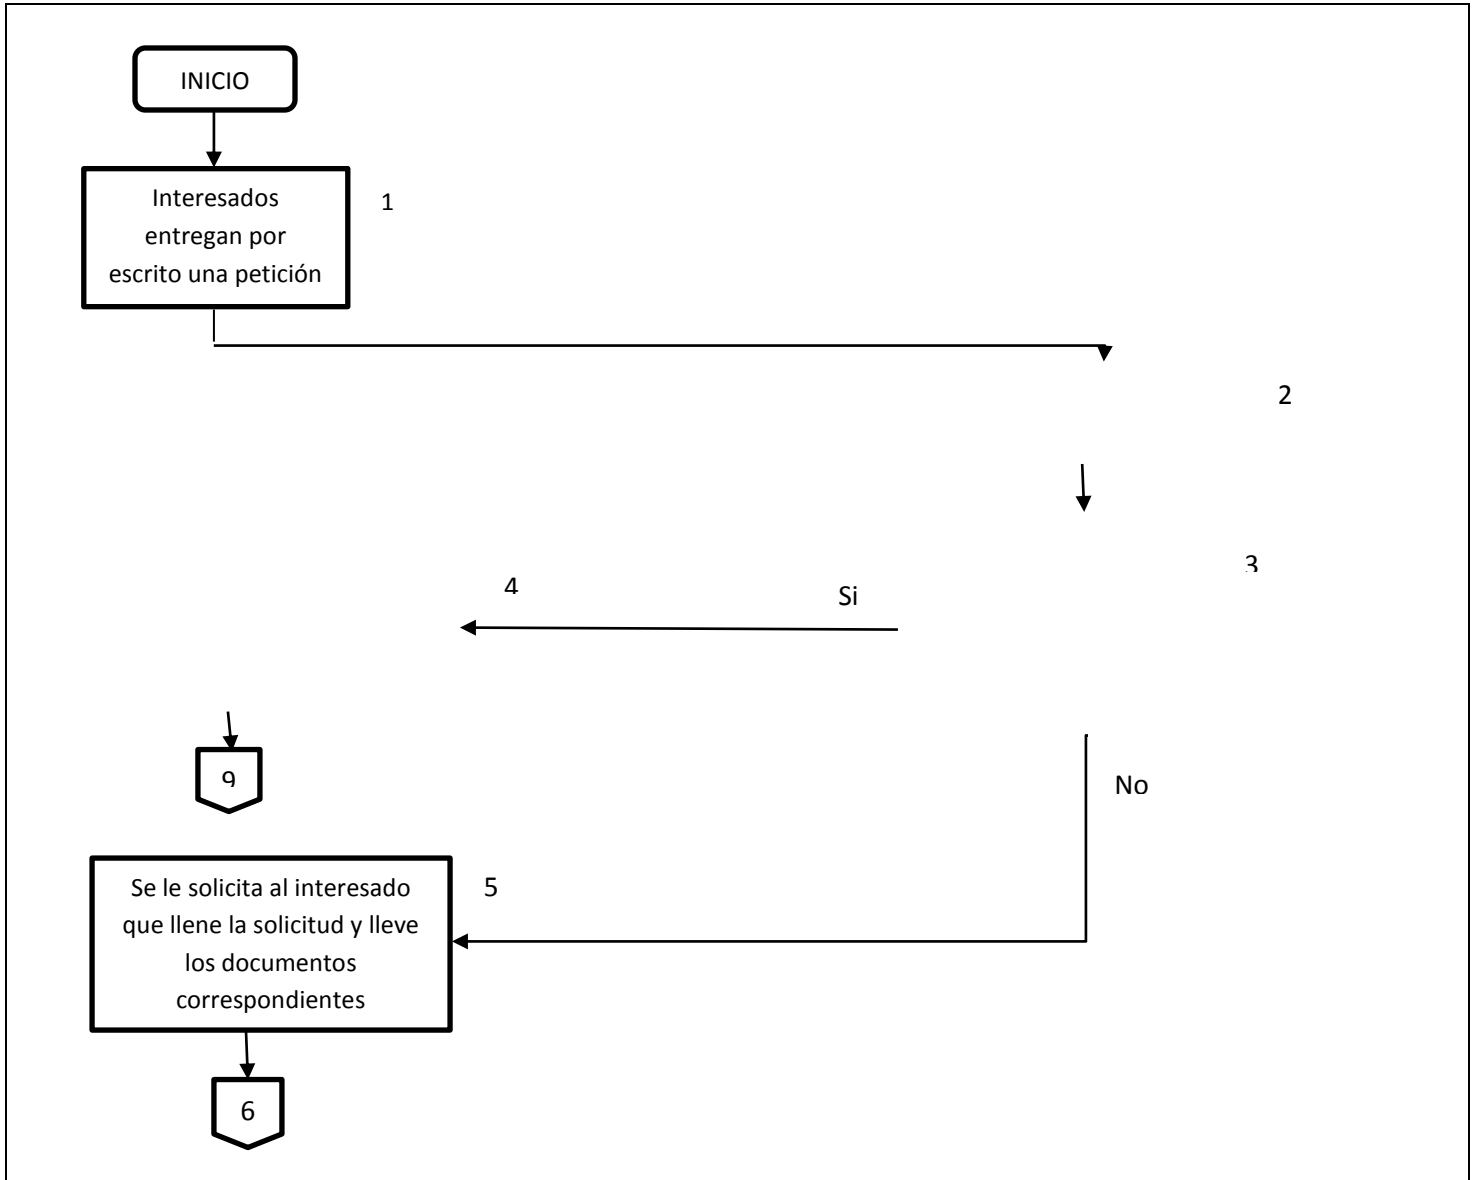 INICIO
Interesados
entregan por
escrito una petición
1
2
3
4
Si
9
No
Se le solicita al interesado
que llene la solicitud y lleve
los documentos
correspondientes
5
6